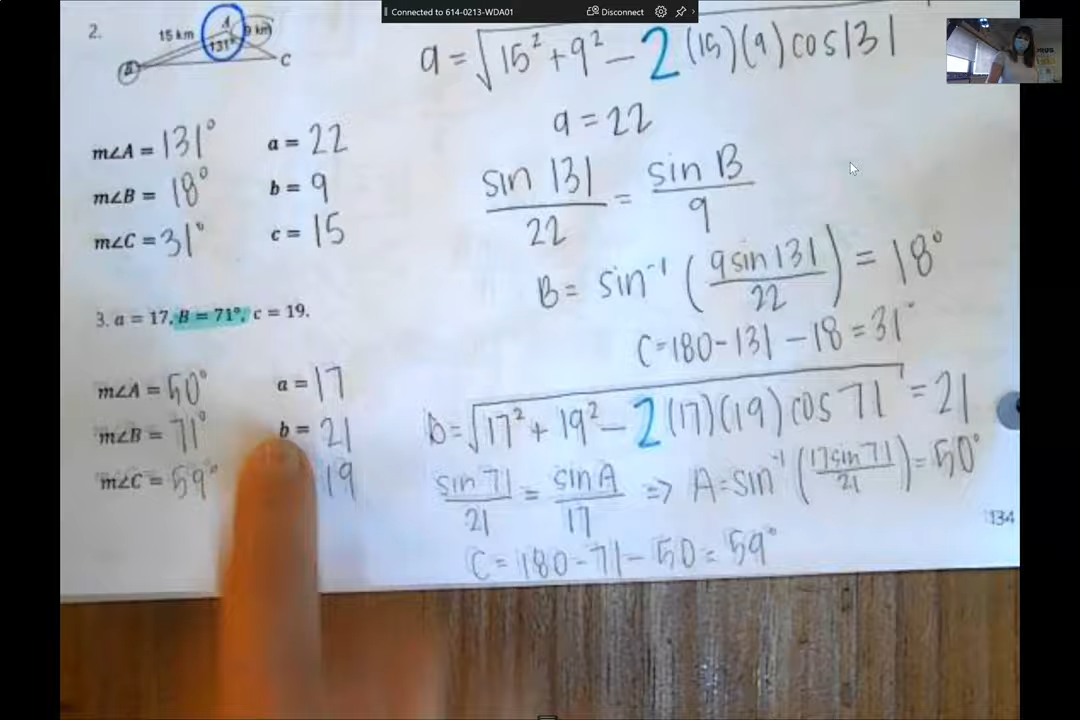 Connected to 614-0213-WDA01
Disconnect
2.
15 km
A
9 km
131°
B
C
m∠A = 131°
a = 22
m∠B = 18°
b = 9
m∠C = 31°
c = 15
a = √15² + 9² - 2 (15)(9) cos 131
a = 22
sin 131 / 22 = sin B / 9
B = sin⁻¹ (9 sin 131 / 22) = 18°
C = 180 - 131 - 18 = 31°
3. a = 17, B = 71°, c = 19.
m∠A = 50°
a = 17
m∠B = 71°
b = 21
m∠C = 59°
19
b = √17² + 19² - 2 (17)(19) cos 71 = 21
sin 71 / 21 = sin A / 17 ⇒ A = sin⁻¹ (17 sin 71 / 21) = 50°
C = 180 - 71 - 50 = 59°
134